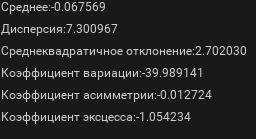 Среднее:-0.067569
Дисперсия:7.300967
Среднеквадратичное отклонение:2.702030
Коэффициент вариации:-39.989141
Коэффициент асимметрии:-0.012724
Коэффициент эксцесса:-1.054234